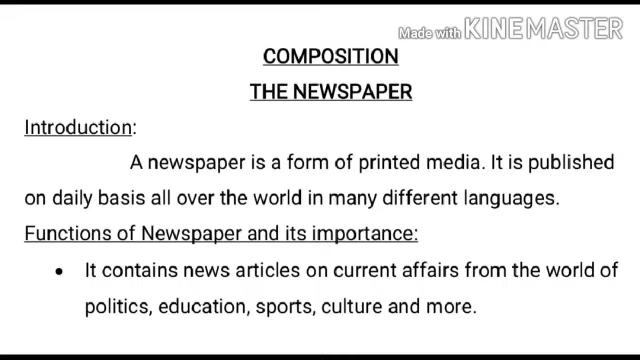 Made with KINEMASTER
COMPOSITION
THE NEWSPAPER
Introduction:
A newspaper is a form of printed media. It is published
on daily basis all over the world in many different languages.
Functions of Newspaper and its importance:
• It contains news articles on current affairs from the world of
politics, education, sports, culture and more.